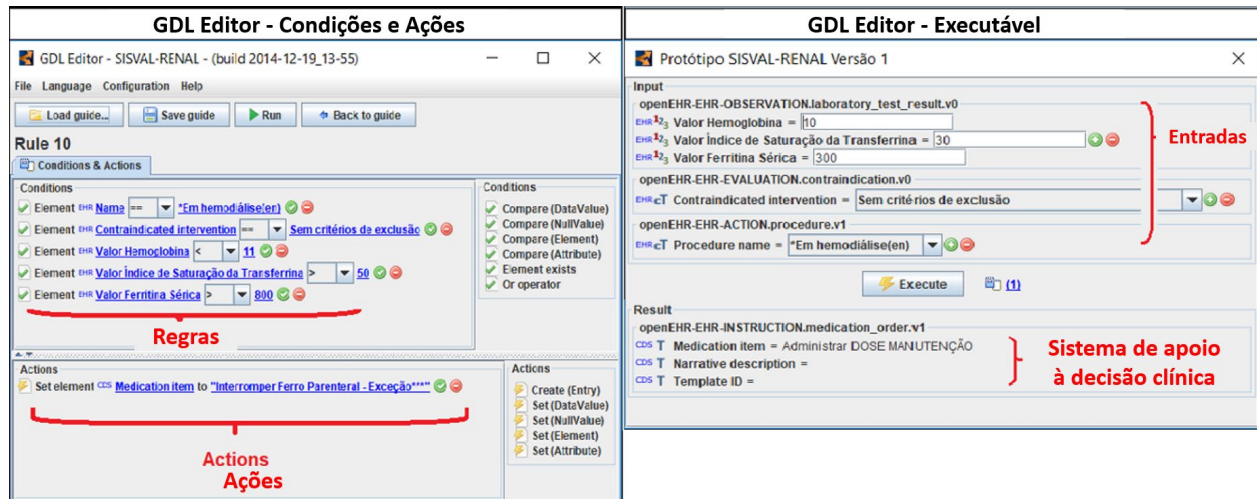 GDL Editor - Condições e Ações
GDL Editor - SISVAL-RENAL - (build 2014-12-19_13-55)
File Language Configuration Help
Load guide... Save guide Run Back to guide
Rule 10
Conditions & Actions
Conditions
Element EHR Name == *Em hemodiálise(en)
Element EHR Contraindicated intervention == Sem critérios de exclusão
Element EHR Valor Hemoglobina < 11
Element EHR Valor Índice de Saturação da Transferrina > 50
Element EHR Valor Ferritina Sérica > 800
Regras
Conditions
Compare (DataValue)
Compare (NullValue)
Compare (Element)
Compare (Attribute)
Element exists
Or operator
Actions
Set element CDS Medication item to "Interromper Ferro Parenteral - Exceção***"
Actions
Ações
Actions
Create (Entry)
Set (DataValue)
Set (NullValue)
Set (Element)
Set (Attribute)
GDL Editor - Executável
Protótipo SISVAL-RENAL Versão 1
Input
openEHR-EHR-OBSERVATION.laboratory_test_result.v0
EHR 123 Valor Hemoglobina = 10
EHR 123 Valor Índice de Saturação da Transferrina = 30
EHR 123 Valor Ferritina Sérica = 300
Entradas
openEHR-EHR-EVALUATION.contraindication.v0
EHR cT Contraindicated intervention = Sem critérios de exclusão
openEHR-EHR-ACTION.procedure.v1
EHR cT Procedure name = *Em hemodiálise(en)
Execute (1)
Result
openEHR-EHR-INSTRUCTION.medication_order.v1
CDS T Medication item = Administrar DOSE MANUTENÇÃO
CDS T Narrative description =
CDS T Template ID =
Sistema de apoio
à decisão clínica